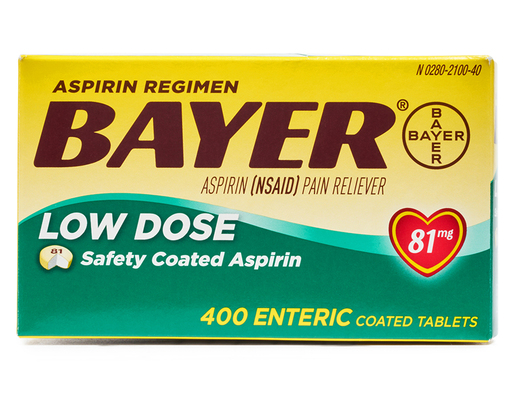 N 0280-2100-40
ASPIRIN REGIMEN
BAYER®
BAYER
BAYER
ASPIRIN (NSAID) PAIN RELIEVER
LOW DOSE
81mg
81
Safety Coated Aspirin
400 ENTERIC COATED TABLETS